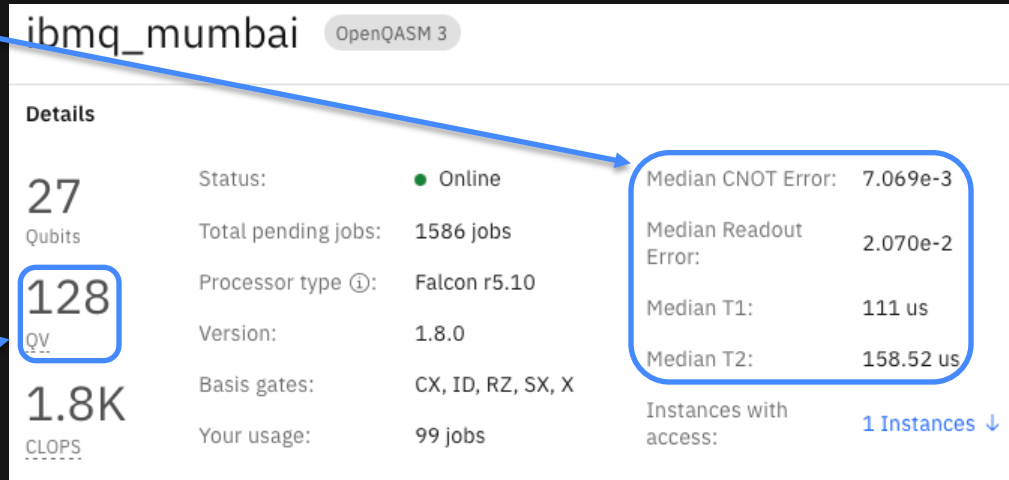 ibmq_mumbai OpenQASM 3
Details
27
Qubits
128
QV
1.8K
CLOPS
Status: Online
Total pending jobs: 1586 jobs
Processor type ⓘ: Falcon r5.10
Version: 1.8.0
Basis gates: CX, ID, RZ, SX, X
Your usage: 99 jobs
Median CNOT Error: 7.069e-3
Median Readout
Error: 2.070e-2
Median T1: 111 us
Median T2: 158.52 us
Instances with
access: 1 Instances ↓